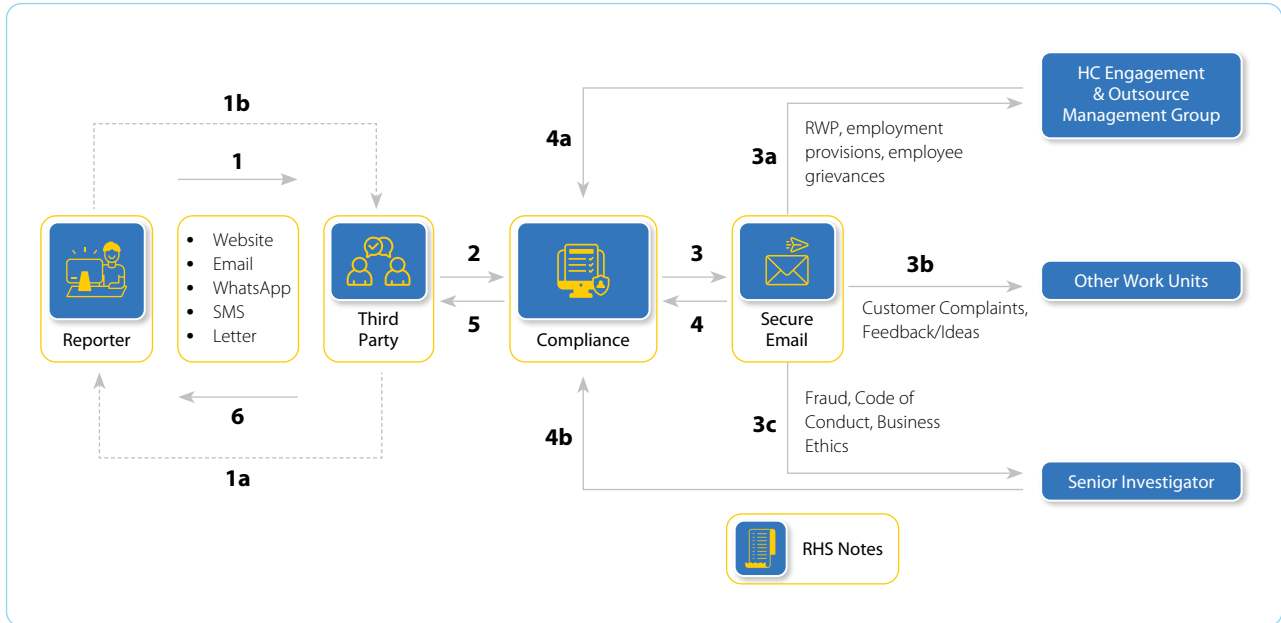 HC Engagement
& Outsource
Management Group
1b
4a
RWP, employment
provisions, employee
grievances
3a
1
• Website
• Email
• WhatsApp
• SMS
• Letter
2
3
3b
Other Work Units
Customer Complaints,
Feedback/Ideas
Reporter
Third
Party
5
Compliance
4
Secure
Email
6
Fraud, Code of
Conduct, Business
Ethics
3c
4b
1a
Senior Investigator
RHS Notes